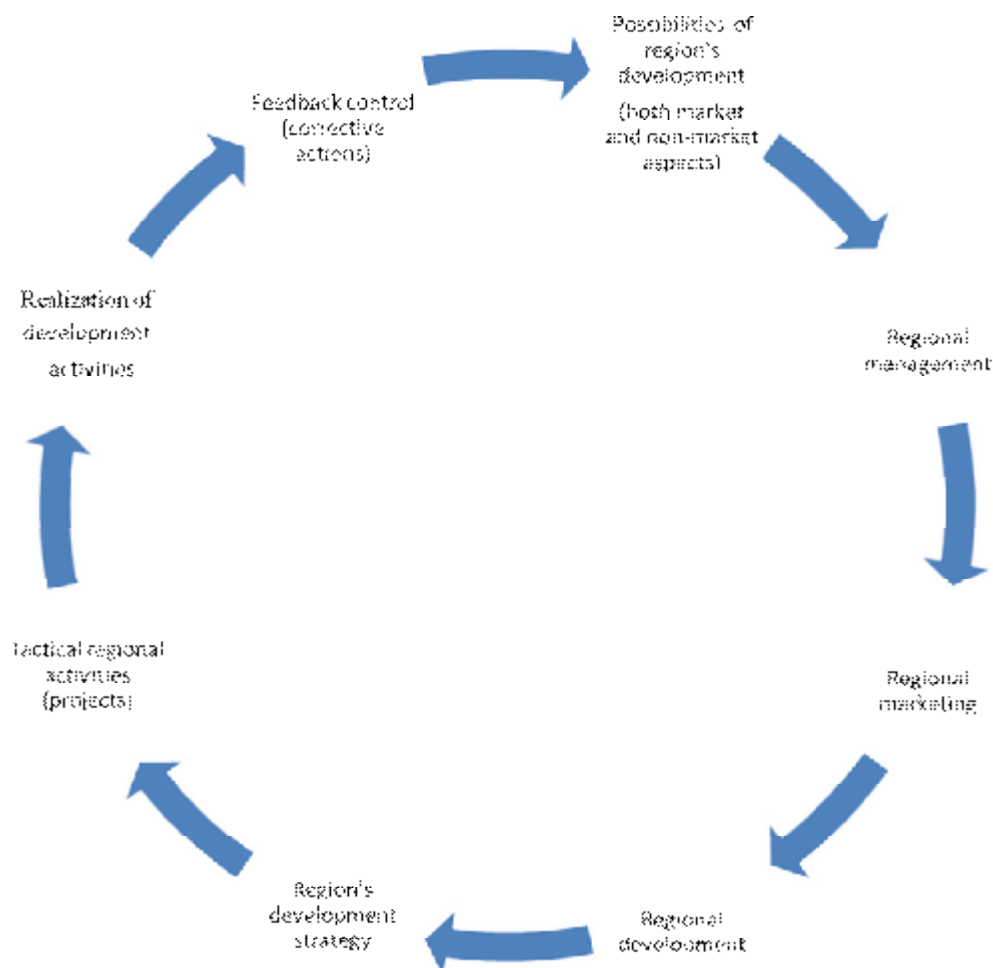 Possibilities of
region's
development
(both market
and non-market
aspects)
Regional
management
Regional
marketing
Regional
development
Region's
development
strategy
Tactical regional
activities
(projects)
Realization of
development
activities
Feedback control
(corrective
actions)